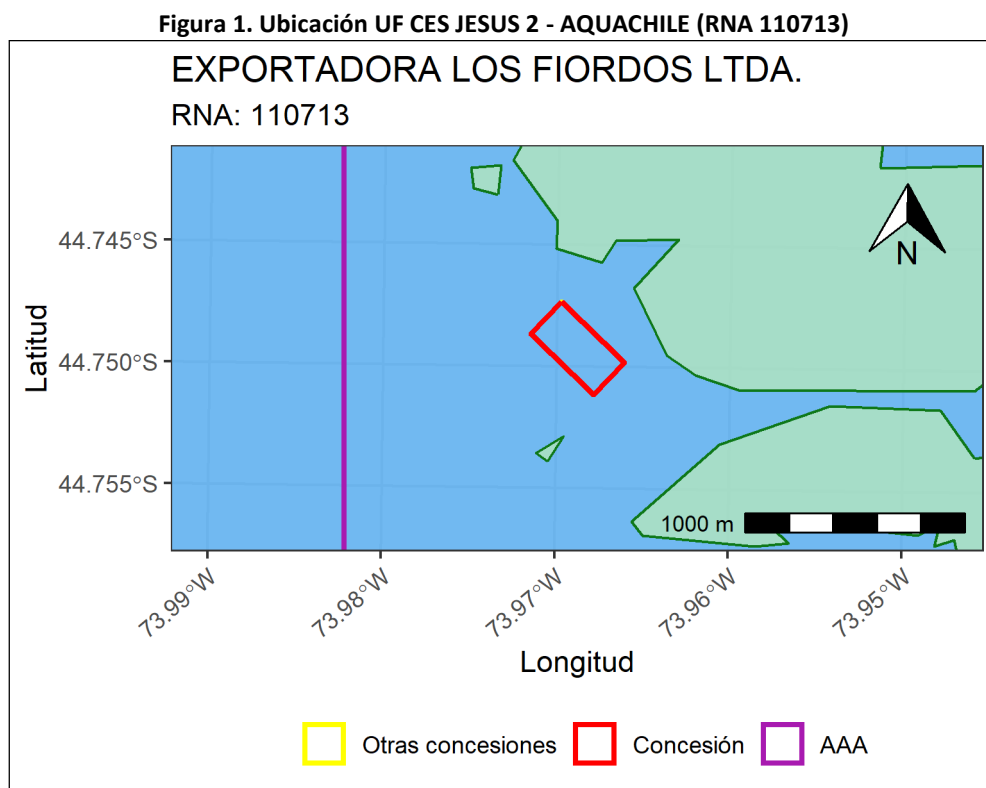 Figura 1. Ubicación UF CES JESUS 2 - AQUACHILE (RNA 110713)
EXPORTADORA LOS FIORDOS LTDA.
RNA: 110713
44.745°S
44.750°S
44.755°S
Latitud
N
1000 m
73.99°W
73.98°W
73.97°W
73.96°W
73.95°W
Longitud
Otras concesiones
Concesión
AAA